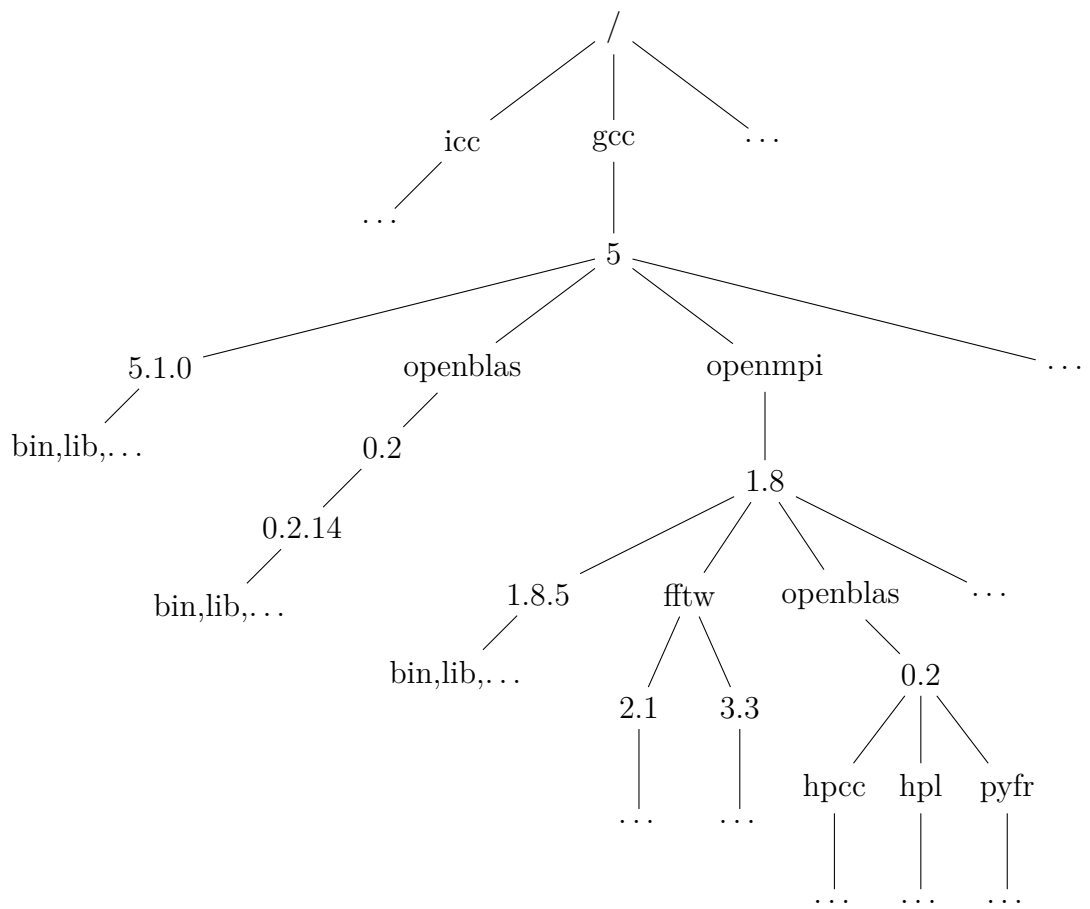 /
icc gcc ...
...
5
5.1.0 openblas openmpi ...
bin,lib,... 0.2
1.8
0.2.14
1.8.5 fftw openblas ...
bin,lib,...
bin,lib,... 0.2
2.1 3.3
hpcc hpl pyfr
... ...
... ... ...